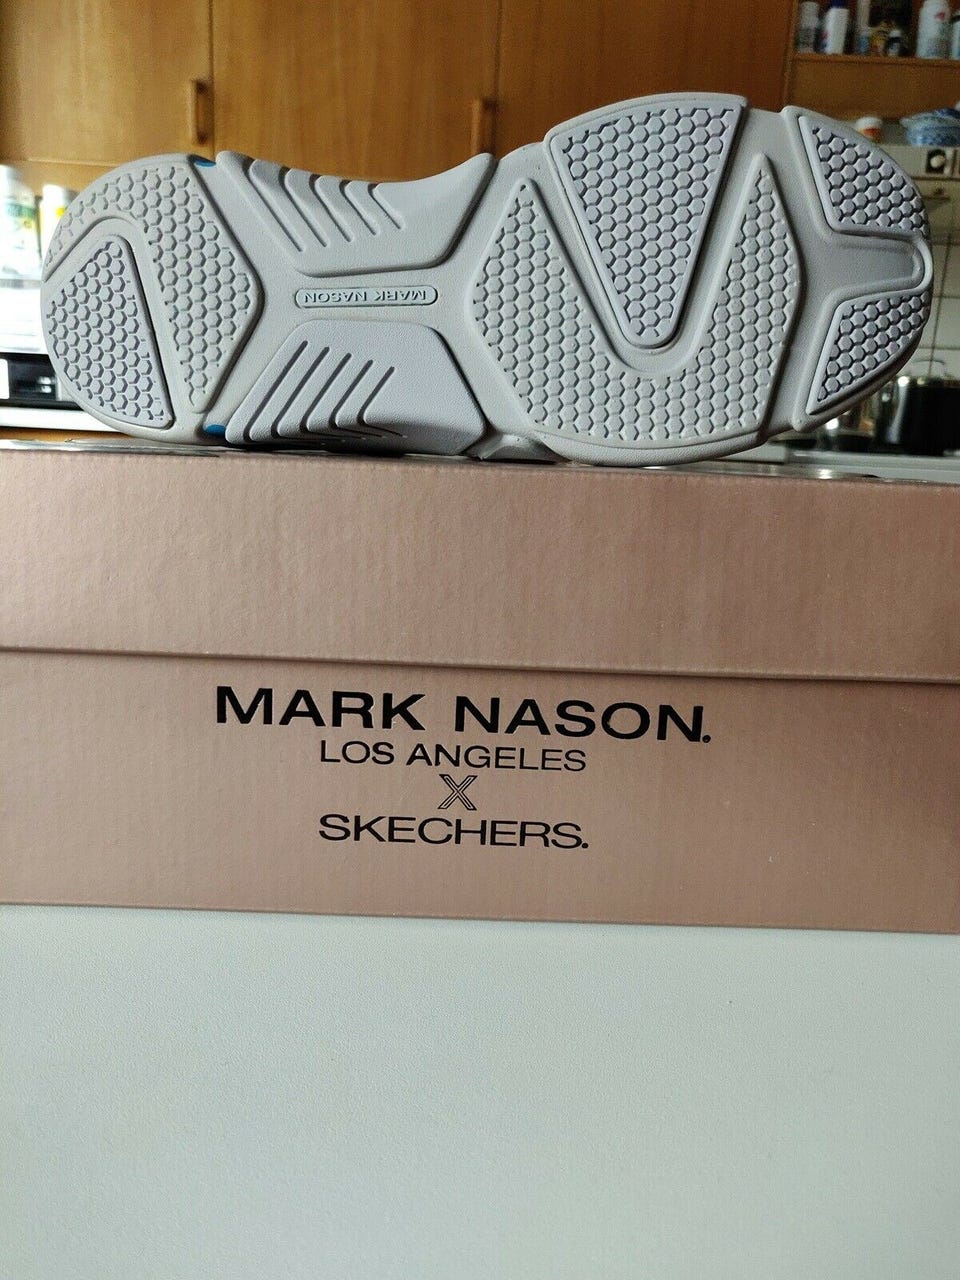 MARK NASON
MARK NASON.
LOS ANGELES
X
SKECHERS.